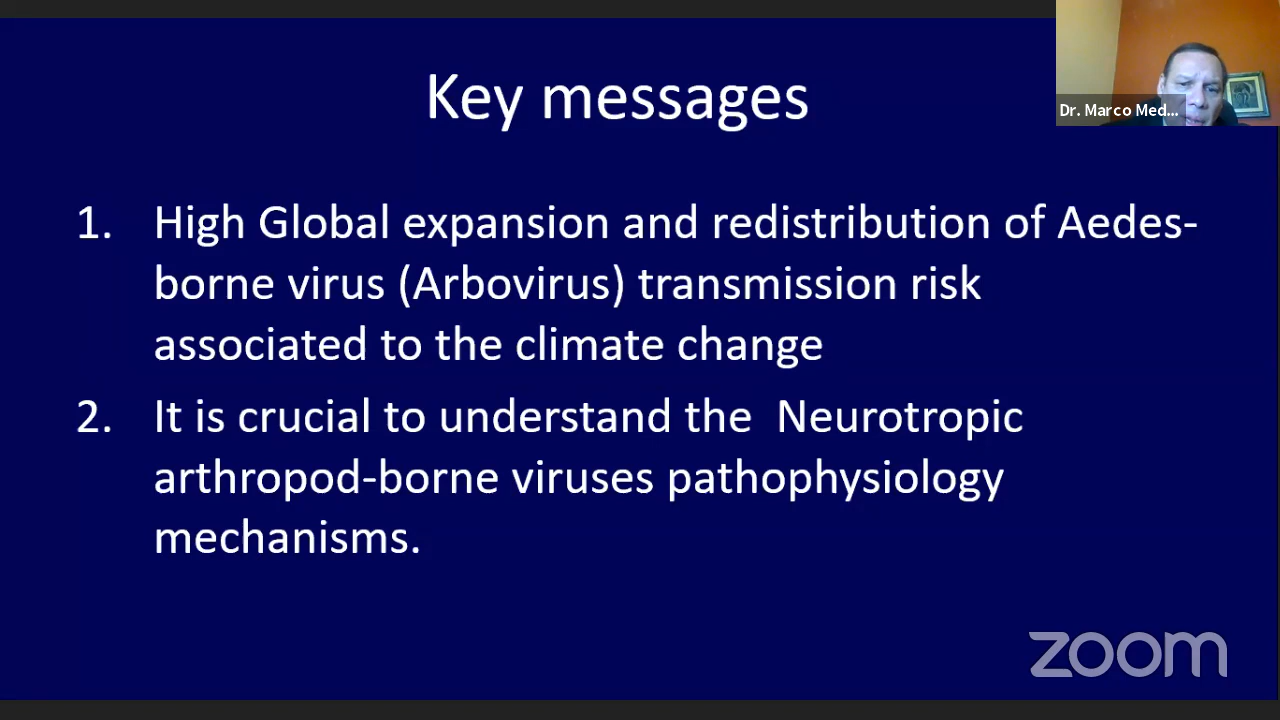 Key messages
Dr. Marco Med...
1. High Global expansion and redistribution of Aedes-
borne virus (Arbovirus) transmission risk
associated to the climate change
2. It is crucial to understand the Neurotropic
arthropod-borne viruses pathophysiology
mechanisms.
zoom